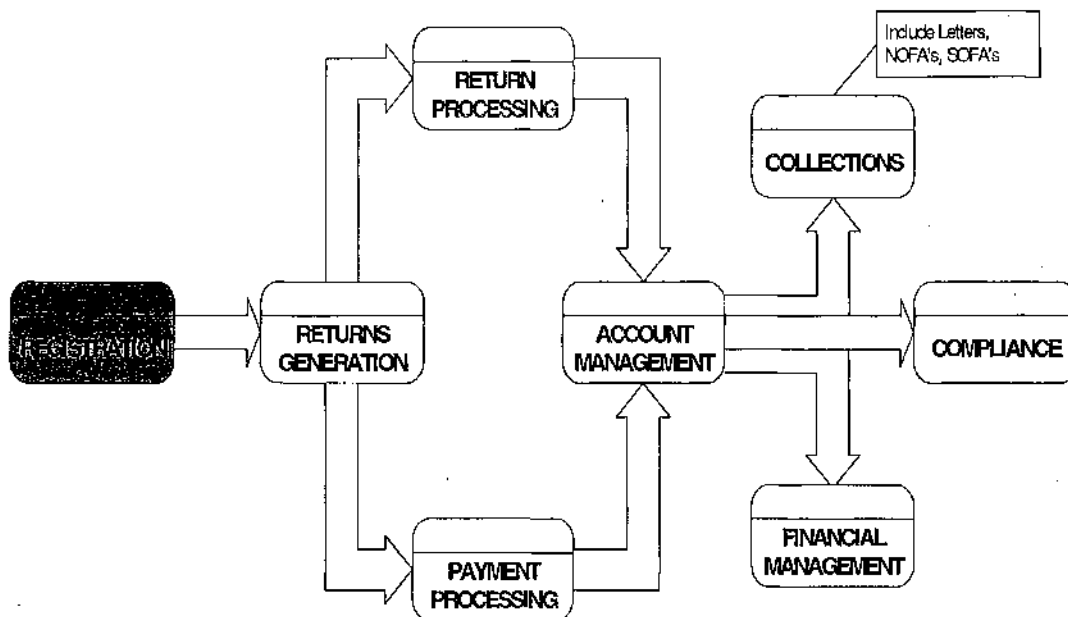 Include Letters,
NOFA's, SOFA's
RETURN
PROCESSING
COLLECTIONS
REGISTRATION
RETURNS
GENERATION
ACCOUNT
MANAGEMENT
COMPLIANCE
PAYMENT
PROCESSING
FINANCIAL
MANAGEMENT